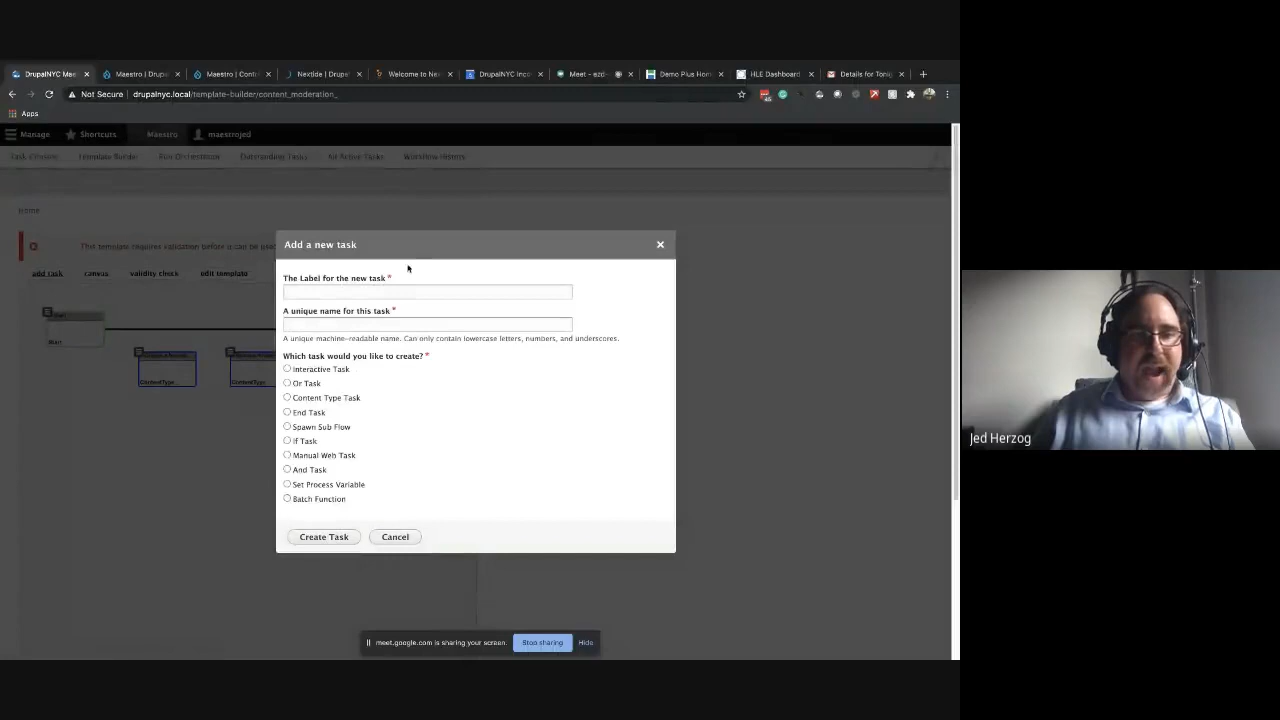 DrupalNYC Mee
Maestro | Drup
Maestro | Cont
Nextide | Drupa
Welcome to Ne
DrupalNYC Inc
Meet - ezd-
Demo Plus Hom
HLE Dashboard
Details for Toni
Not Secure drupalnyc.local/template-builder/content_moderation_
Apps
Manage Shortcuts Maestro maestrojed
Task Console Template Builder Run Orchestrator Outstanding Tasks All Active Tasks Workflow History
Home
This template requires validation before it can be used
add task canvas validity check edit template
Start
ContentType...
ContentType
Add a new task
The Label for the new task *
A unique name for this task *
A unique machine-readable name. Can only contain lowercase letters, numbers, and underscores.
Which task would you like to create? *
Interactive Task
Or Task
Content Type Task
End Task
Spawn Sub Flow
If Task
Manual Web Task
And Task
Set Process Variable
Batch Function
Create Task Cancel
meet.google.com is sharing your screen. Stop sharing Hide
Jed Herzog